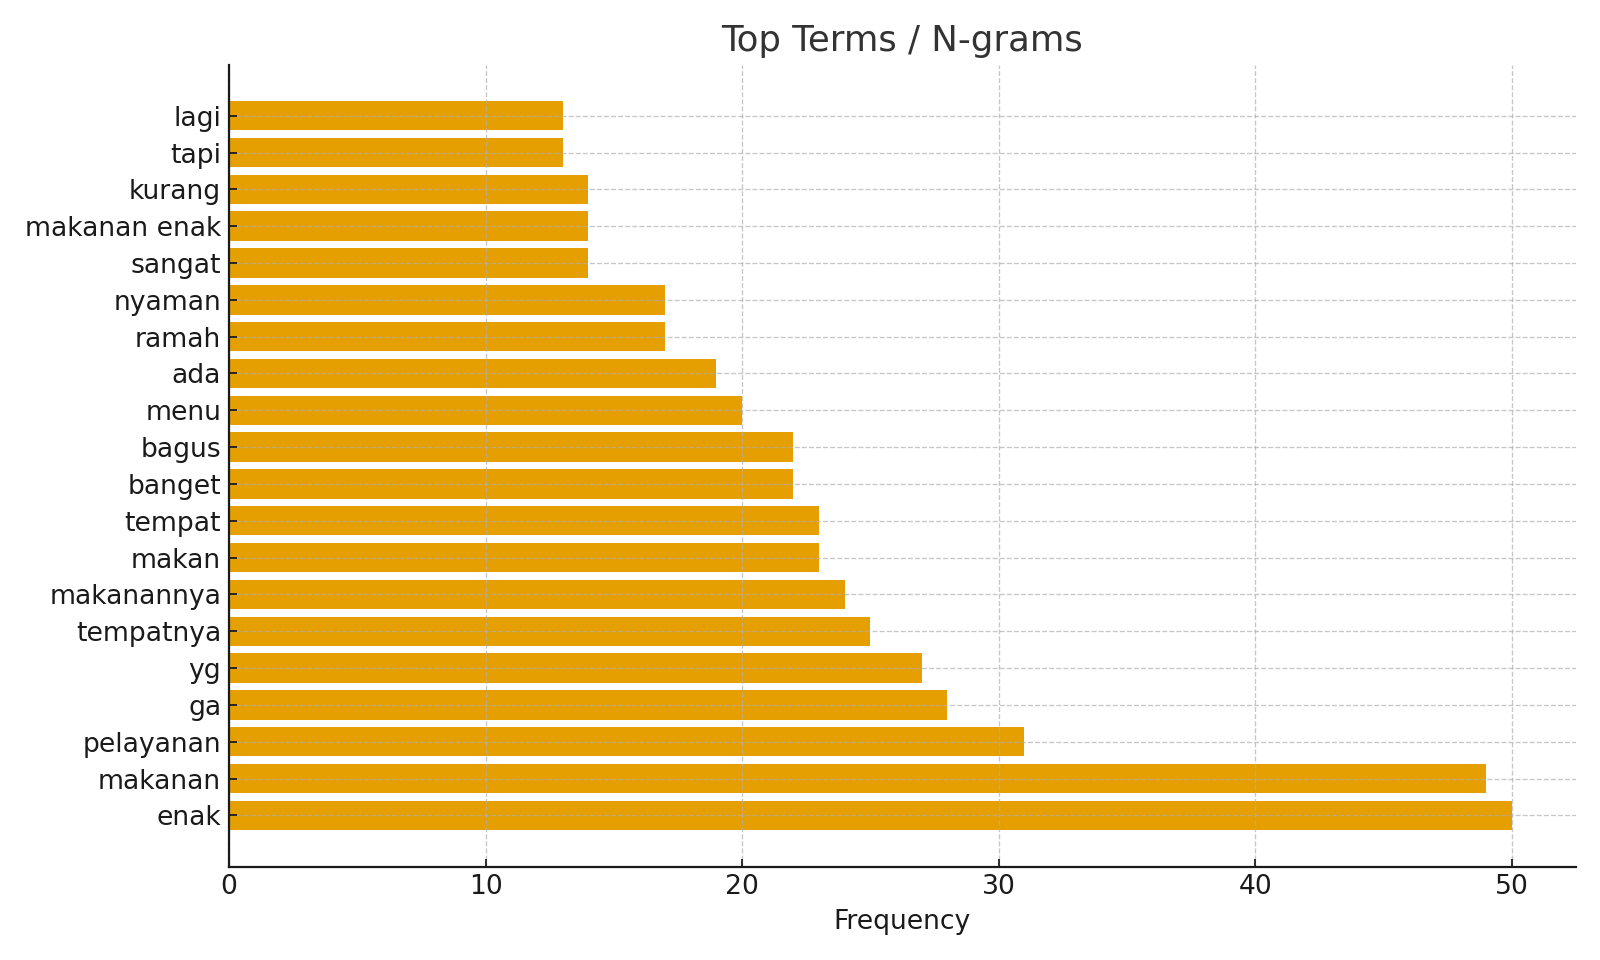 Top Terms / N-grams
lagi
tapi
kurang
makanan enak
sangat
nyaman
ramah
ada
menu
bagus
banget
tempat
makan
makanannya
tempatnya
yg
ga
pelayanan
makanan
enak
0 10 20 30 40 50
Frequency